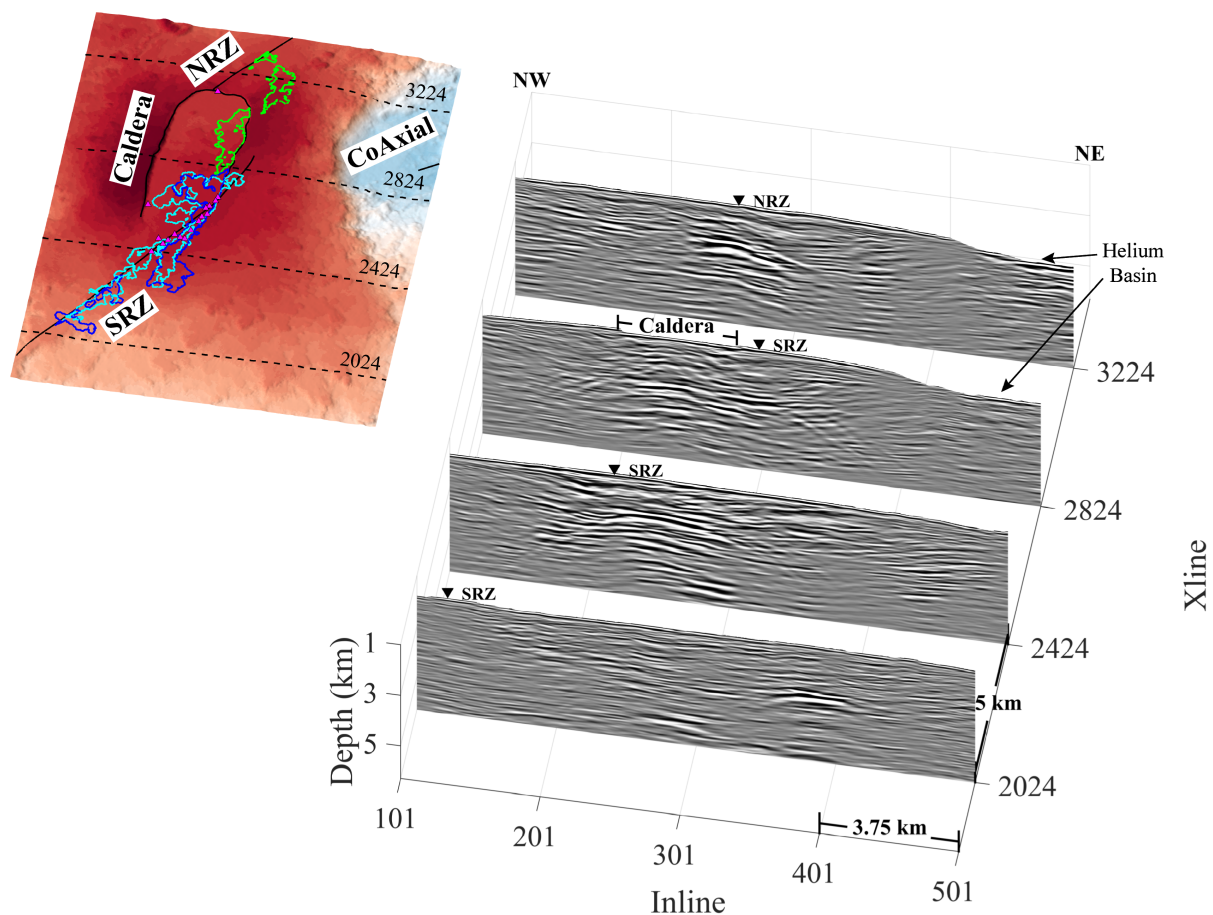 NRZ
3224
Caldera
CoAxial
2824
2424
SRZ
2024
NW
NE
NRZ
Helium
Basin
Caldera
SRZ
3224
SRZ
2824
SRZ
2424
1
3
5
Depth (km)
5 km
2024
Xline
101
201
301
401
501
3.75 km
Inline